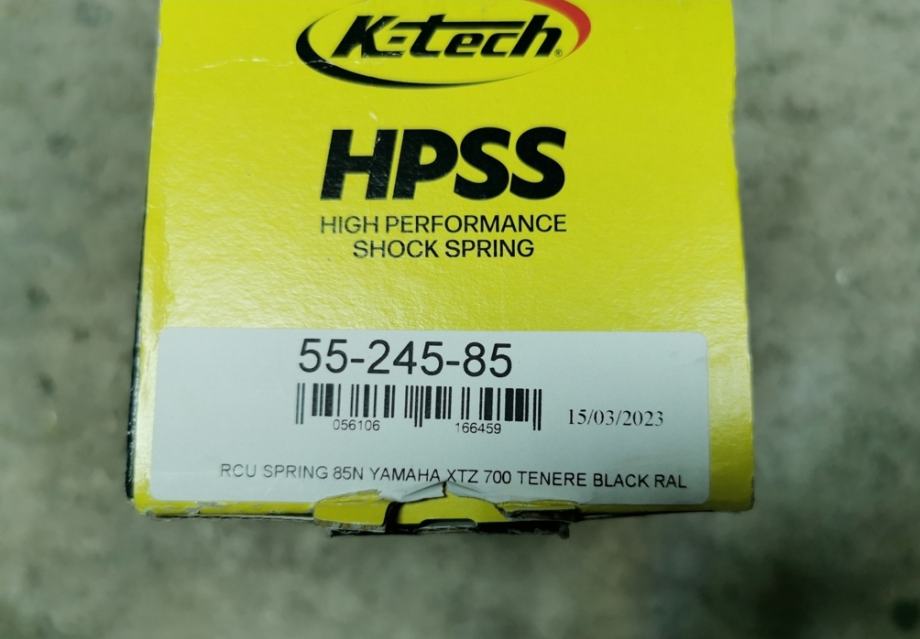 K-tech®
HPSS
HIGH PERFORMANCE
SHOCK SPRING
55-245-85
056106 166459
15/03/2023
RCU SPRING 85N YAMAHA XTZ 700 TENERE BLACK RAL